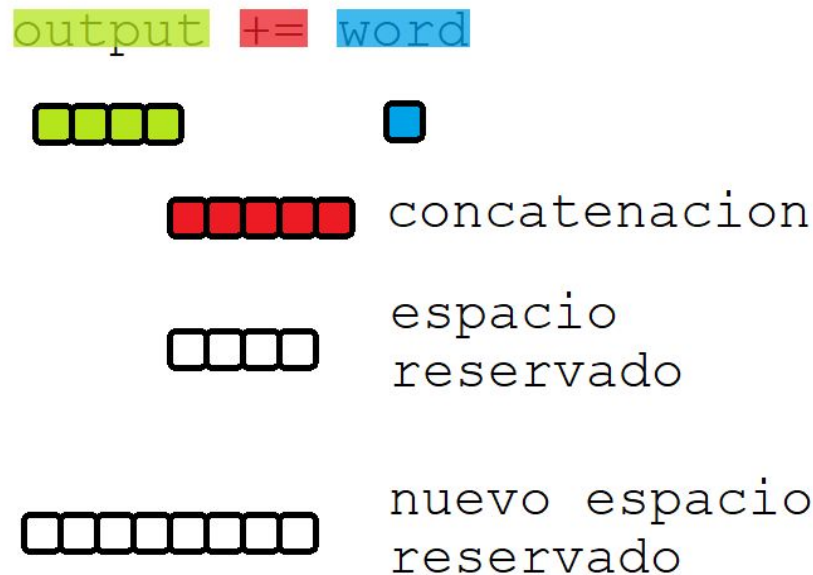 output += word
concatenacion
espacio
reservado
nuevo espacio
reservado